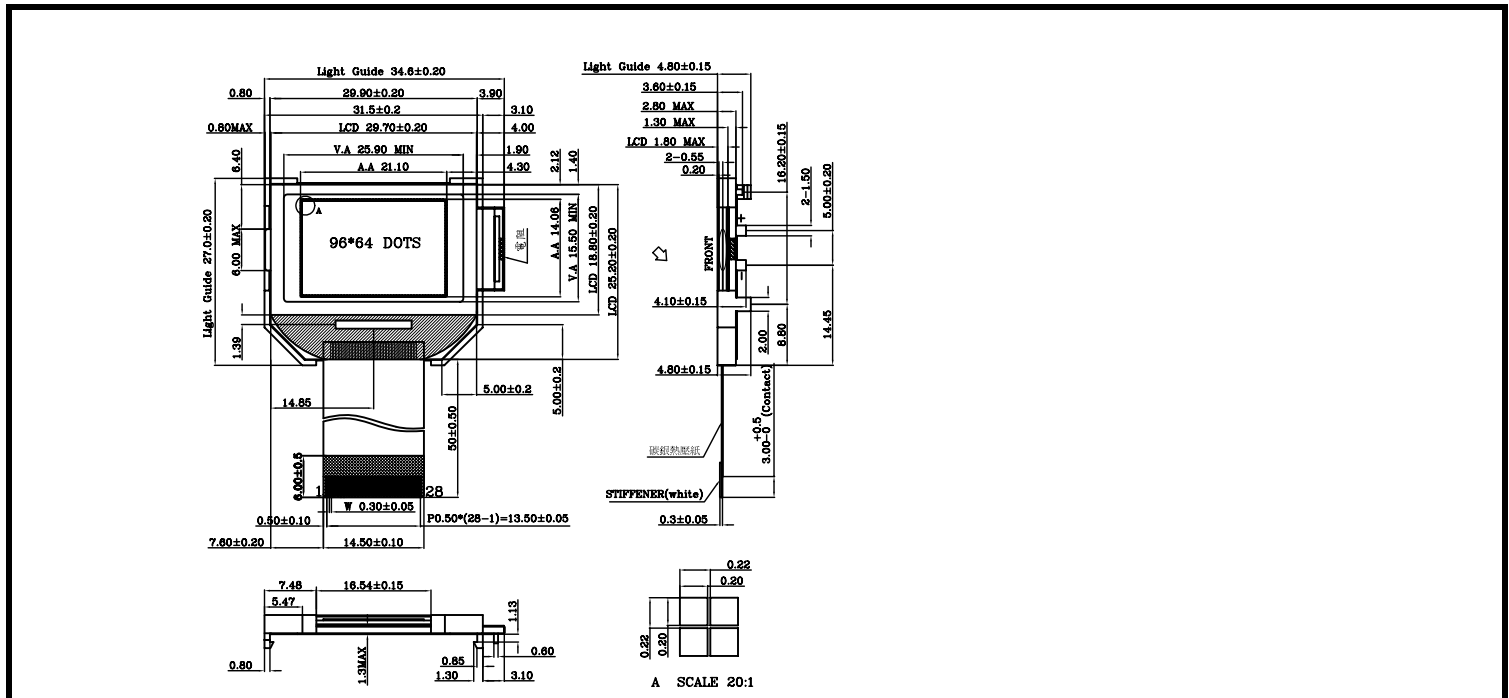 Light Guide 34.6±0.20
0.80
29.90±0.20
3.90
31.5±0.2
3.10
0.80MAX
LCD 29.70±0.20
4.00
V.A 25.90 MIN
1.90
A.A 21.10
4.30
6.40
2.12
1.40
Light Guide 27.0±0.20
6.00 MAX
A
96*64 DOTS
電阻
A.A 14.06
V.A 15.50 MIN
LCD 18.80±0.20
LCD 25.20±0.20
1.39
14.85
5.00±0.2
5.00±0.2
50±0.50
6.00±0.5
1
28
W 0.30±0.05
0.50±0.10
P0.50*(28-1)=13.50±0.05
7.60±0.20
14.50±0.10
Light Guide 4.80±0.15
3.60±0.15
2.80 MAX
1.30 MAX
LCD 1.80 MAX
2-0.55
0.20
16.20±0.15
2-1.50
5.00±0.20
+
FRONT
4.10±0.15
2.00
8.80
14.45
4.80±0.15
3.00-0 +0.5 (Contact)
碳銀熱壓紙
STIFFENER(white)
0.3±0.05
7.48
16.54±0.15
5.47
1.13
0.80
1.3MAX
0.85
0.60
1.30
3.10
0.22
0.20
0.22
0.20
A SCALE 20:1